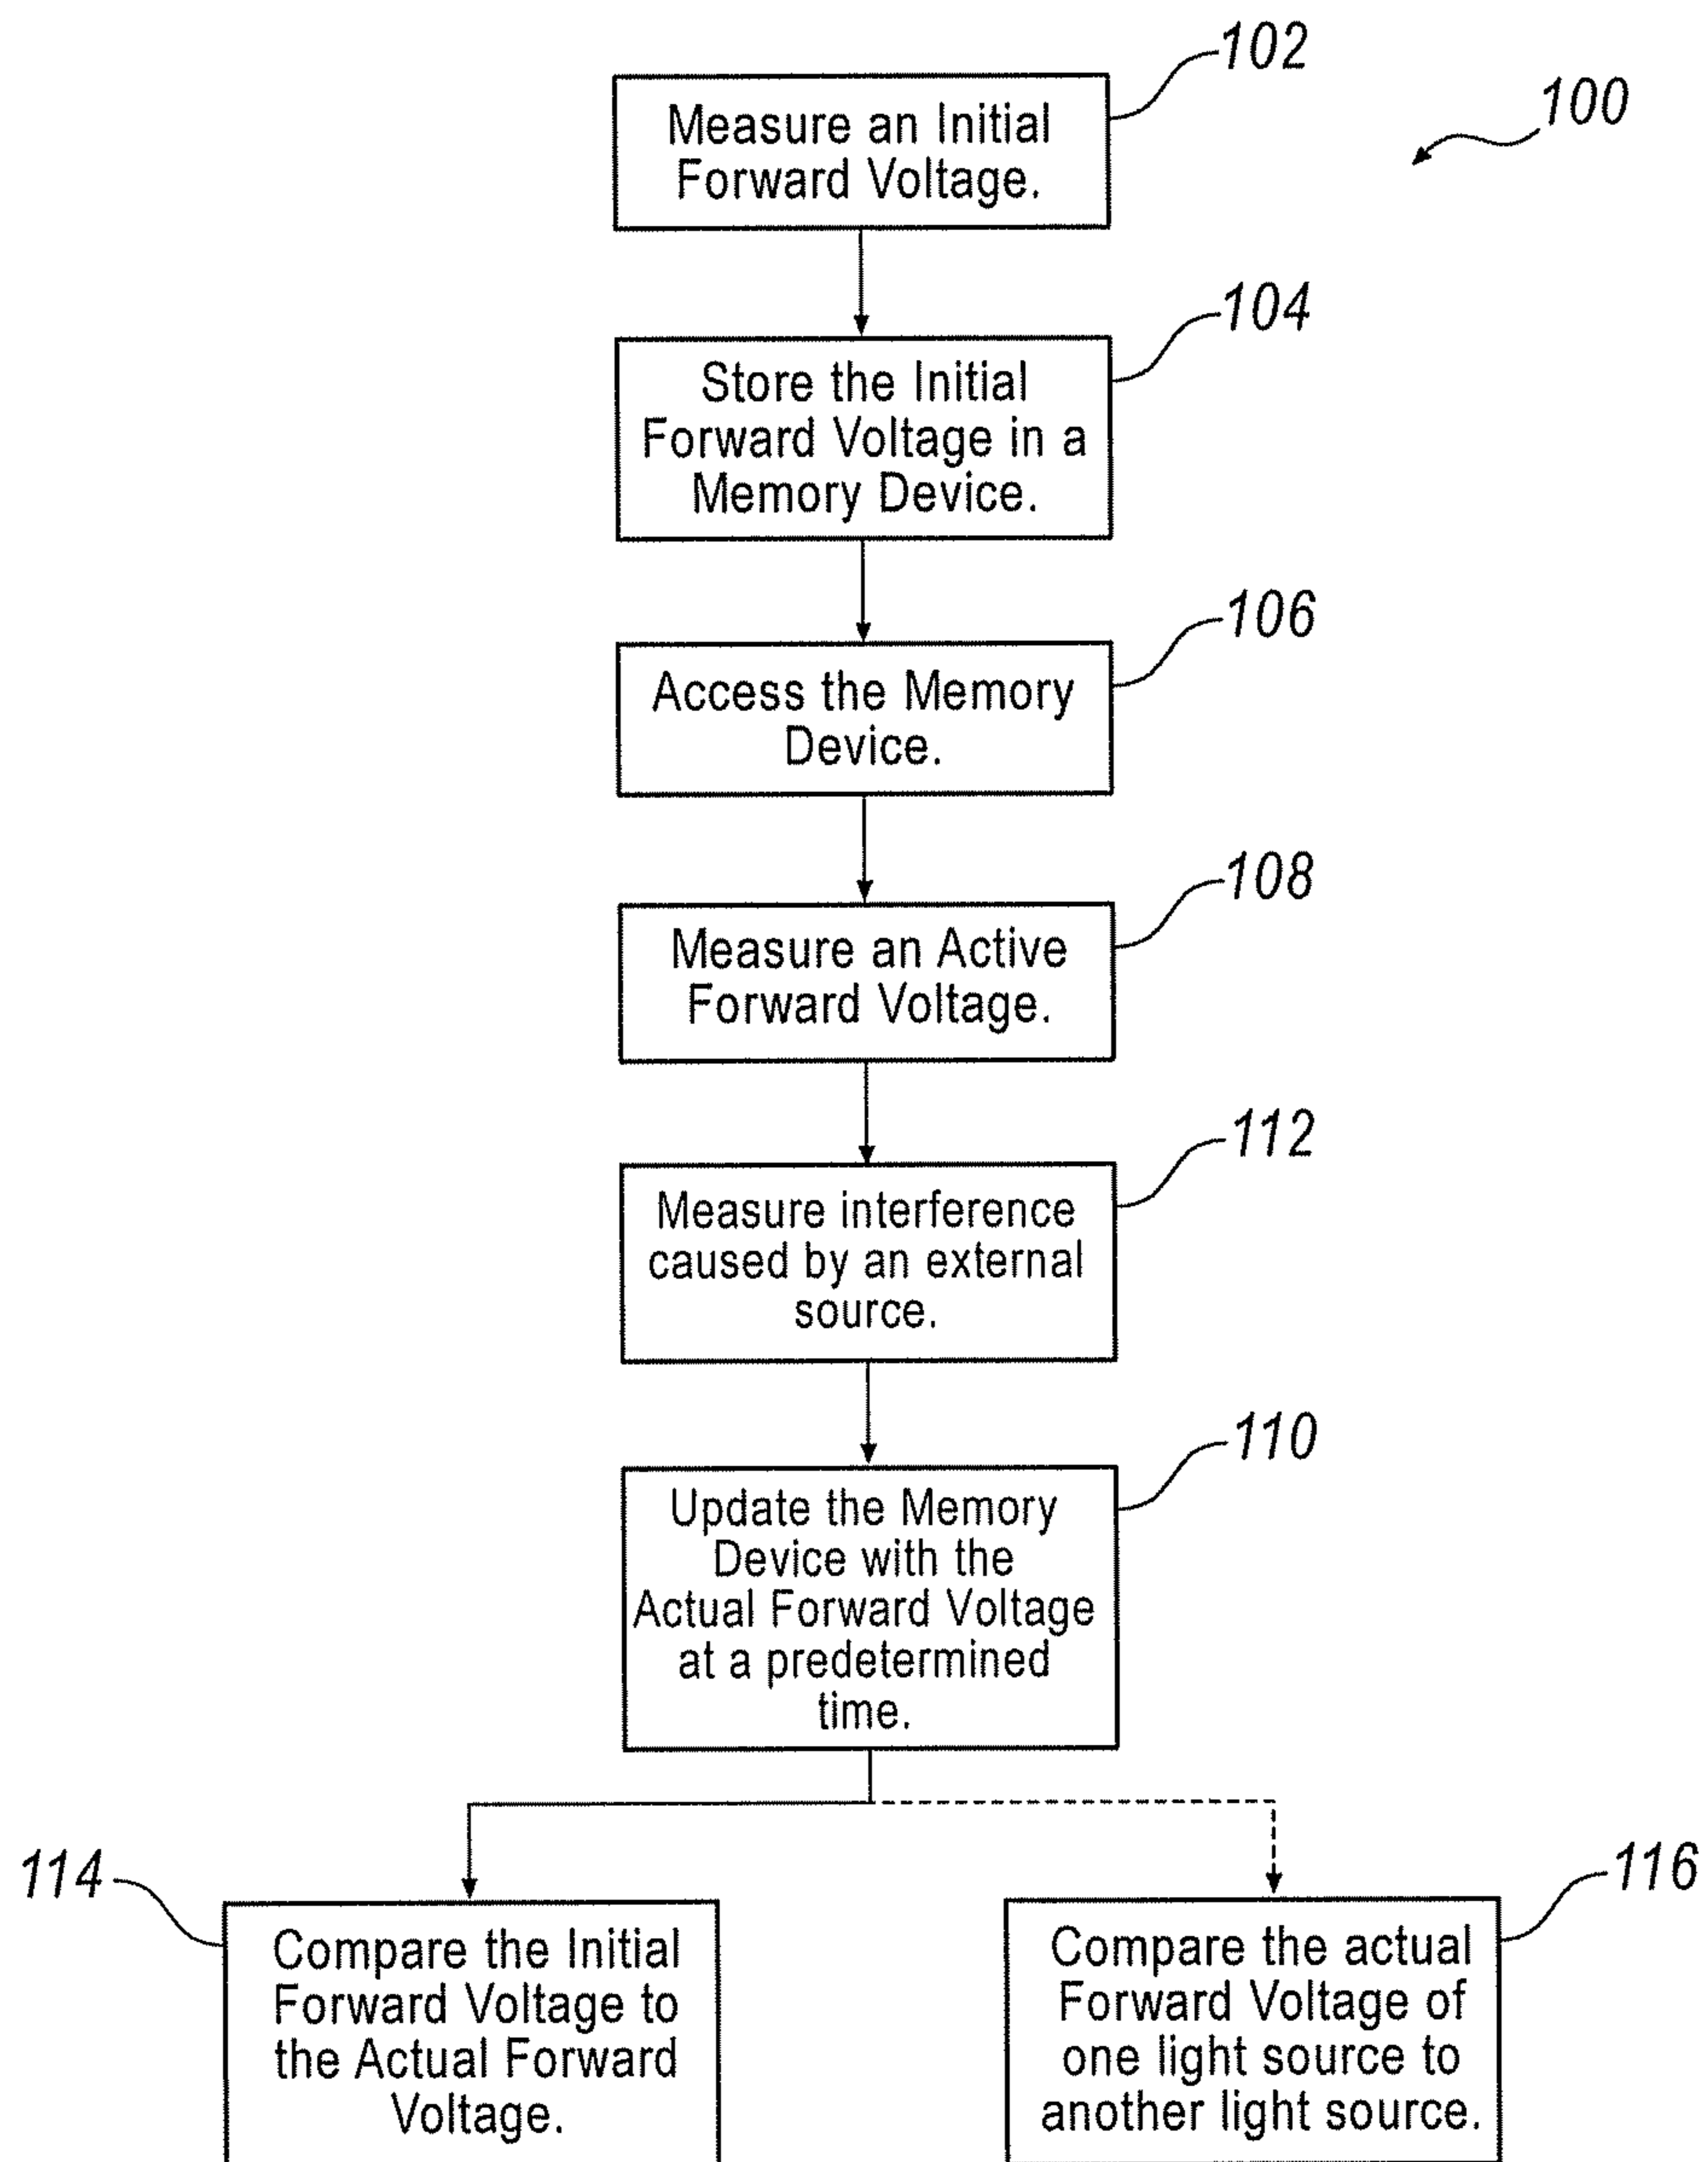 102
100
Measure an Initial
Forward Voltage.
104
Store the Initial
Forward Voltage in a
Memory Device.
106
Access the Memory
Device.
108
Measure an Active
Forward Voltage.
112
Measure interference
caused by an external
source.
110
Update the Memory
Device with the
Actual Forward Voltage
at a predetermined
time.
114
Compare the Initial
Forward Voltage to
the Actual Forward
Voltage.
116
Compare the actual
Forward Voltage of
one light source to
another light source.